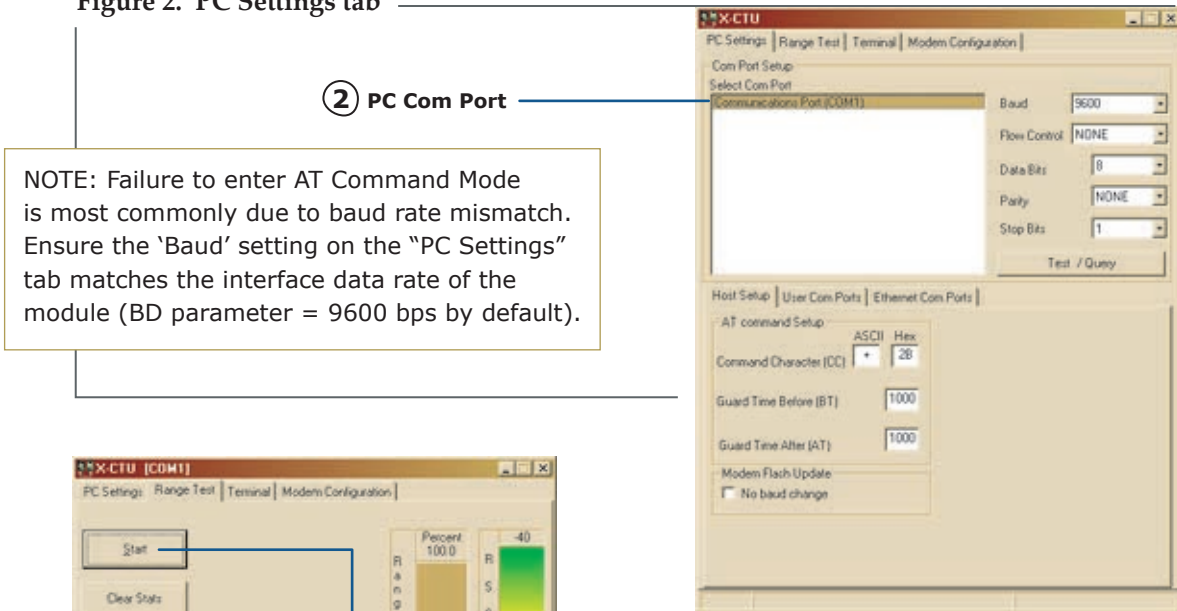 Figure 2. PC Settings tab
② PC Com Port
NOTE: Failure to enter AT Command Mode
is most commonly due to baud rate mismatch.
Ensure the ‘Baud’ setting on the “PC Settings”
tab matches the interface data rate of the
module (BD parameter = 9600 bps by default).
X-CTU
PC Settings Range Test Terminal Modem Configuration
Com Port Setup
Select Com Port
Communications Port (COM1)
Baud 9600
Flow Control NONE
Data Bits 8
Parity NONE
Stop Bits 1
Test / Query
Host Setup User Com Ports Ethernet Com Ports
AT command Setup
ASCII Hex
Command Character (CC) + 2B
Guard Time Before (BT) 1000
Guard Time After (AT) 1000
Modem Flash Update
No baud change
X-CTU [COM1]
PC Settings Range Test Terminal Modem Configuration
Start
Clear Stats
Percent
100.0
-40
R
a
n
g
R
S